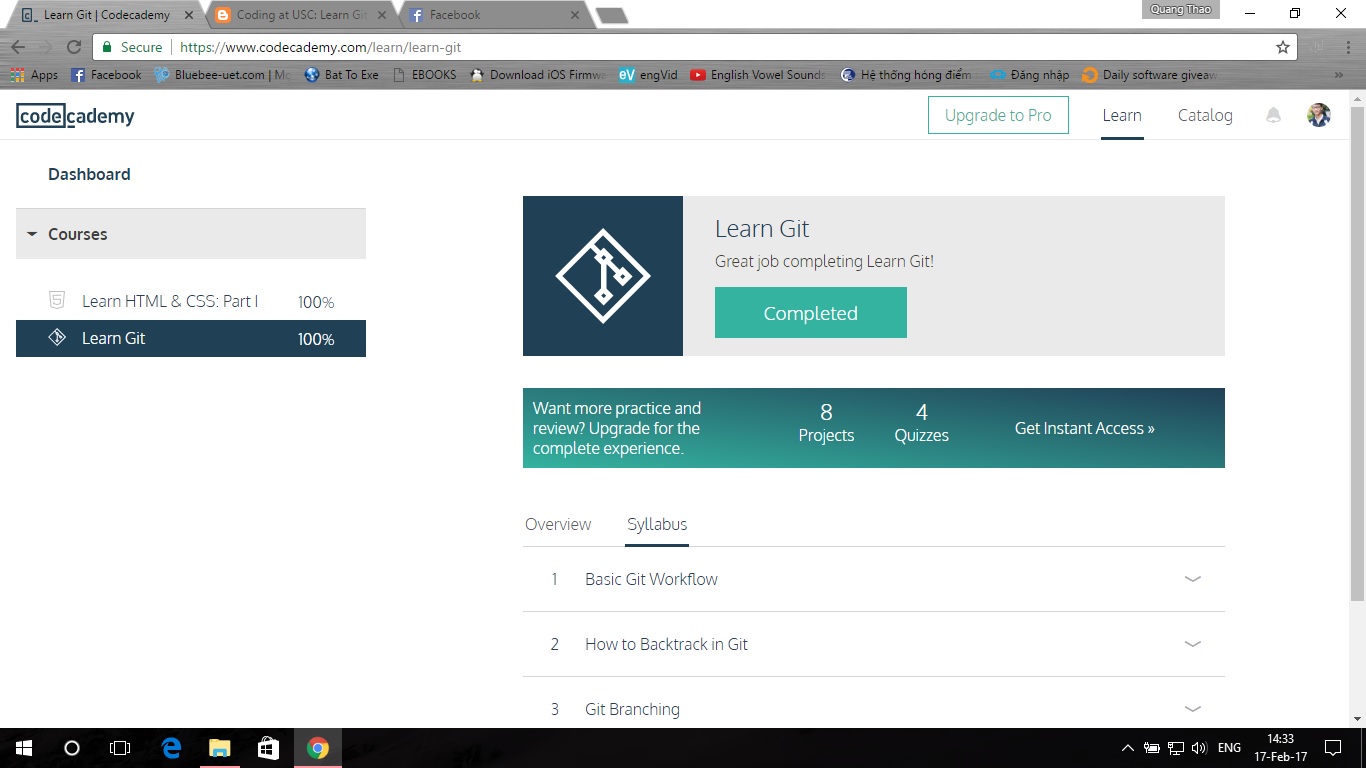 Learn Git | Codecademy
Coding at USC: Learn Git
Facebook
Quang Thao
Secure
https://www.codecademy.com/learn/learn-git
Apps
Facebook
Bluebee-uet.com | Mo
Bat To Exe
EBOOKS
Download iOS Firmwa
engVid
English Vowel Sounds
Hệ thống hỏng điểm
Đăng nhập
Daily software giveaw
codecademy
Upgrade to Pro
Learn
Catalog
Dashboard
Courses
Learn HTML & CSS: Part I 100%
Learn Git 100%
Learn Git
Great job completing Learn Git!
Completed
Want more practice and
review? Upgrade for the
complete experience.
8
Projects
4
Quizzes
Get Instant Access »
Overview
Syllabus
1 Basic Git Workflow
2 How to Backtrack in Git
3 Git Branching
ENG
14:33
17-Feb-17